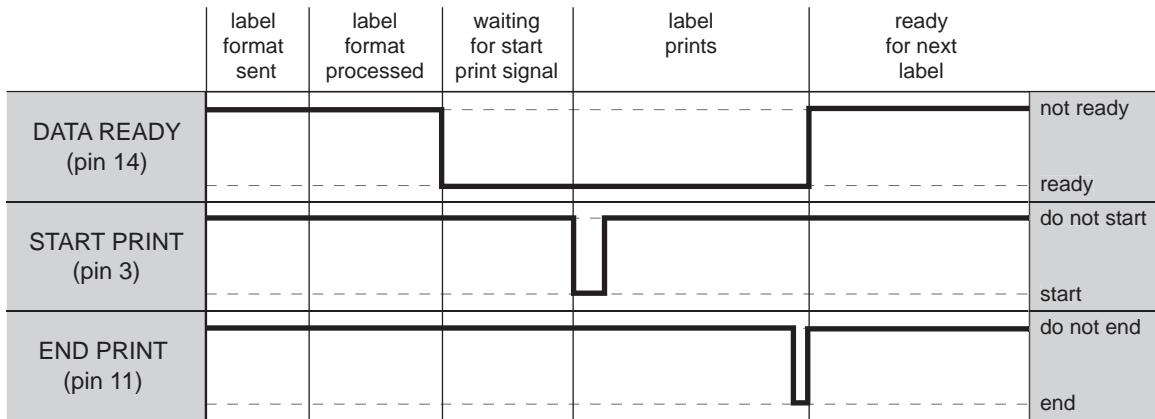 label
format
sent
label
format
processed
waiting
for start
print signal
label
prints
ready
for next
label
DATA READY
(pin 14)
not ready
ready
START PRINT
(pin 3)
do not start
start
END PRINT
(pin 11)
do not end
end